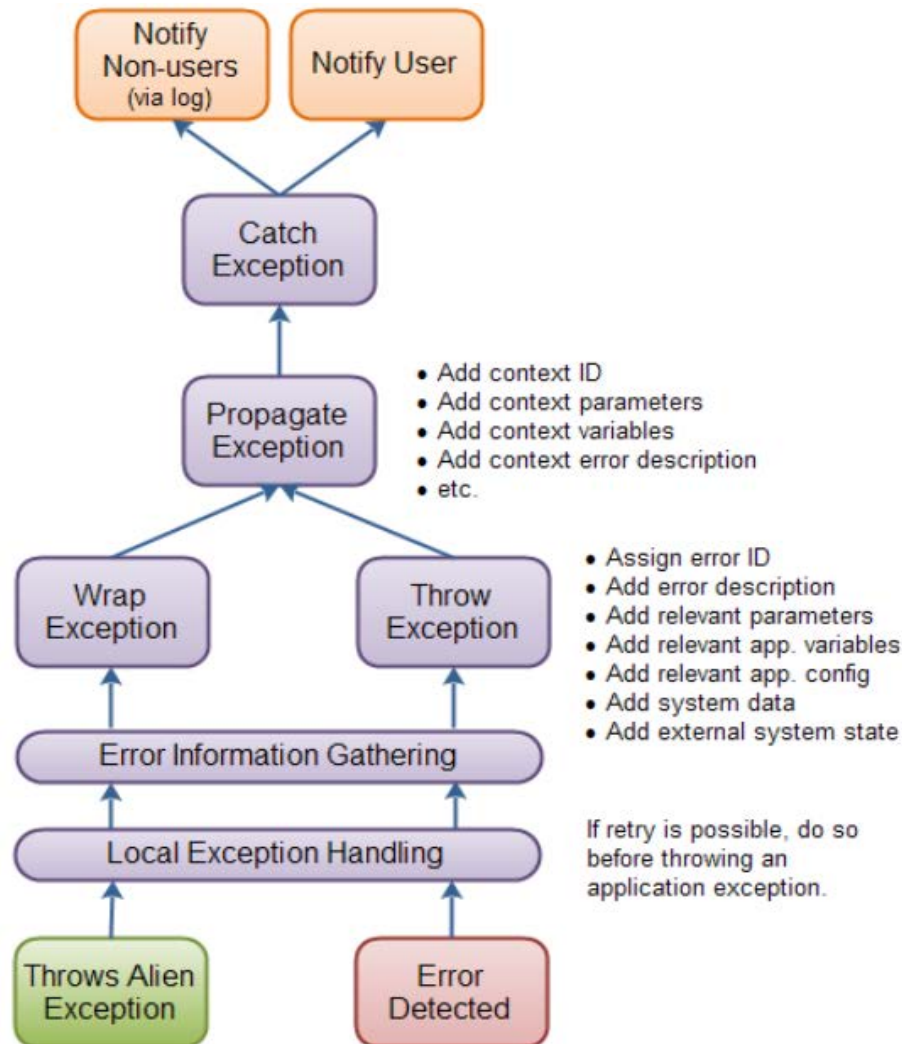 Notify
Non-users
(via log)
Notify User
Catch
Exception
Propagate
Exception
• Add context ID
• Add context parameters
• Add context variables
• Add context error description
• etc.
Wrap
Exception
Throw
Exception
• Assign error ID
• Add error description
• Add relevant parameters
• Add relevant app. variables
• Add relevant app. config
• Add system data
• Add external system state
Error Information Gathering
Local Exception Handling
If retry is possible, do so
before throwing an
application exception.
Throws Alien
Exception
Error
Detected